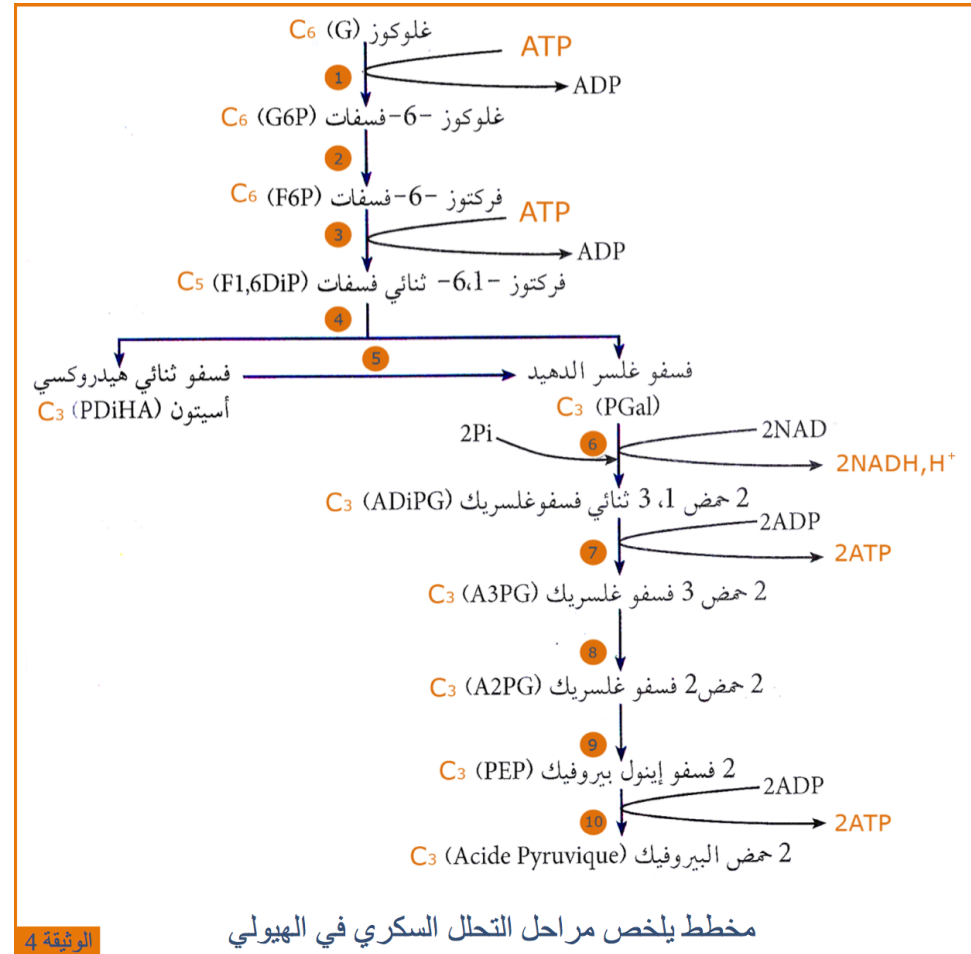 غلوكوز (G) C6
ATP
1
ADP
غلوكوز -6-فسفات (G6P) C6
2
فركتوز -6-فسفات (F6P) C6
ATP
3
ADP
فركتوز -6،1- ثنائي فسفات (F1,6DiP) C5
4
5
فسفو غلسر الدهيد
C3 (PGal)
فسفو ثنائي هيدروكسي
أسيتون (PDiHA) C3
2Pi
6
2NAD
2NADH,H+
2 حمض 1، 3 ثنائي فسفوغلسريك (ADiPG) C3
2ADP
7
2ATP
2 حمض 3 فسفو غلسريك (A3PG) C3
8
2 حمض2 فسفو غلسريك (A2PG) C3
9
2 فسفو إينول بيروفيك (PEP) C3
2ADP
10
2ATP
2 حمض البيروفيك (Acide Pyruvique) C3
مخطط يلخص مراحل التحلل السكري في الهيولي
الوثيقة 4